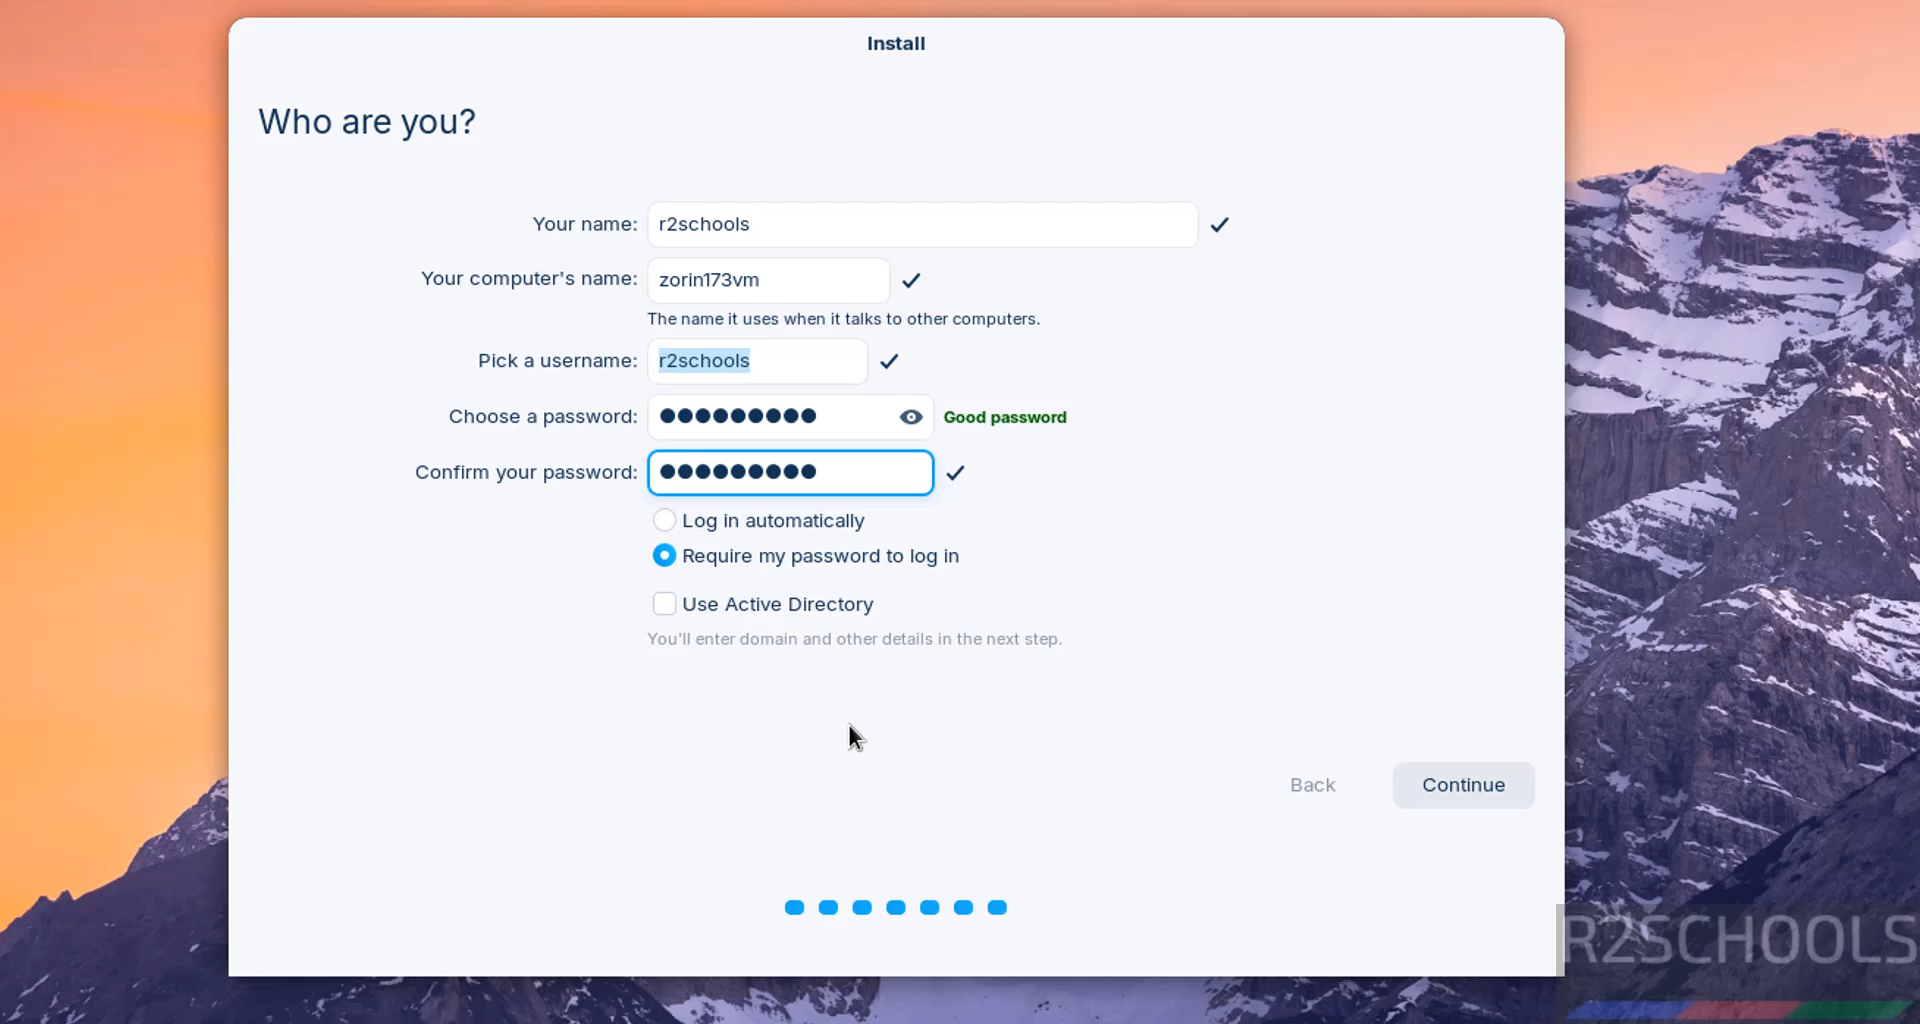 Install
Who are you?
Your name: r2schools
Your computer's name: zorin173vm
The name it uses when it talks to other computers.
Pick a username: r2schools
Choose a password: ●●●●●●●●● Good password
Confirm your password: ●●●●●●●●●
Log in automatically
Require my password to log in
Use Active Directory
You'll enter domain and other details in the next step.
Back Continue
R2SCHOOLS